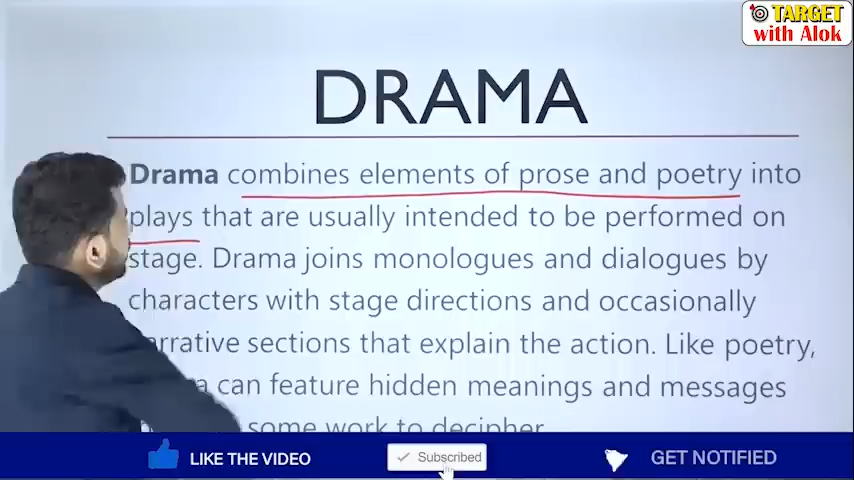 TARGET
with Alok
DRAMA
Drama combines elements of prose and poetry into
plays that are usually intended to be performed on
stage. Drama joins monologues and dialogues by
characters with stage directions and occasionally
narrative sections that explain the action. Like poetry,
can feature hidden meanings and messages
some work to decipher
LIKE THE VIDEO
Subscribed
GET NOTIFIED